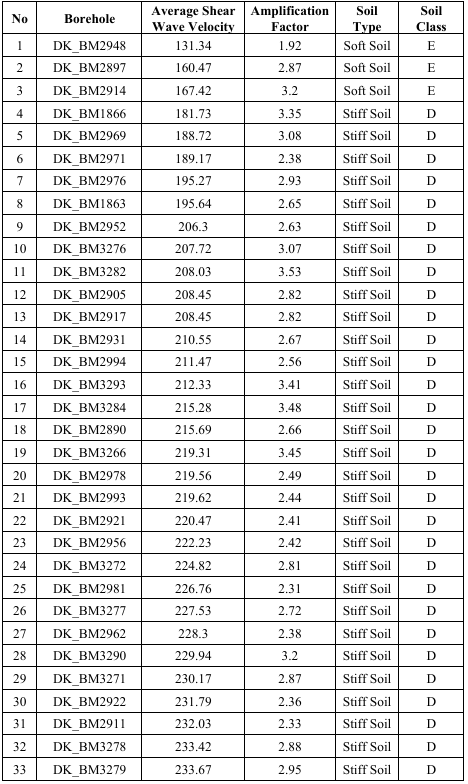 No Borehole Average Shear Wave Velocity Amplification Factor Soil Type Soil Class
1 DK_BM2948 131.34 1.92 Soft Soil E
2 DK_BM2897 160.47 2.87 Soft Soil E
3 DK_BM2914 167.42 3.2 Soft Soil E
4 DK_BM1866 181.73 3.35 Stiff Soil D
5 DK_BM2969 188.72 3.08 Stiff Soil D
6 DK_BM2971 189.17 2.38 Stiff Soil D
7 DK_BM2976 195.27 2.93 Stiff Soil D
8 DK_BM1863 195.64 2.65 Stiff Soil D
9 DK_BM2952 206.3 2.63 Stiff Soil D
10 DK_BM3276 207.72 3.07 Stiff Soil D
11 DK_BM3282 208.03 3.53 Stiff Soil D
12 DK_BM2905 208.45 2.82 Stiff Soil D
13 DK_BM2917 208.45 2.82 Stiff Soil D
14 DK_BM2931 210.55 2.67 Stiff Soil D
15 DK_BM2994 211.47 2.56 Stiff Soil D
16 DK_BM3293 212.33 3.41 Stiff Soil D
17 DK_BM3284 215.28 3.48 Stiff Soil D
18 DK_BM2890 215.69 2.66 Stiff Soil D
19 DK_BM3266 219.31 3.45 Stiff Soil D
20 DK_BM2978 219.56 2.49 Stiff Soil D
21 DK_BM2993 219.62 2.44 Stiff Soil D
22 DK_BM2921 220.47 2.41 Stiff Soil D
23 DK_BM2956 222.23 2.42 Stiff Soil D
24 DK_BM3272 224.82 2.81 Stiff Soil D
25 DK_BM2981 226.76 2.31 Stiff Soil D
26 DK_BM3277 227.53 2.72 Stiff Soil D
27 DK_BM2962 228.3 2.38 Stiff Soil D
28 DK_BM3290 229.94 3.2 Stiff Soil D
29 DK_BM3271 230.17 2.87 Stiff Soil D
30 DK_BM2922 231.79 2.36 Stiff Soil D
31 DK_BM2911 232.03 2.33 Stiff Soil D
32 DK_BM3278 233.42 2.88 Stiff Soil D
33 DK_BM3279 233.67 2.95 Stiff Soil D